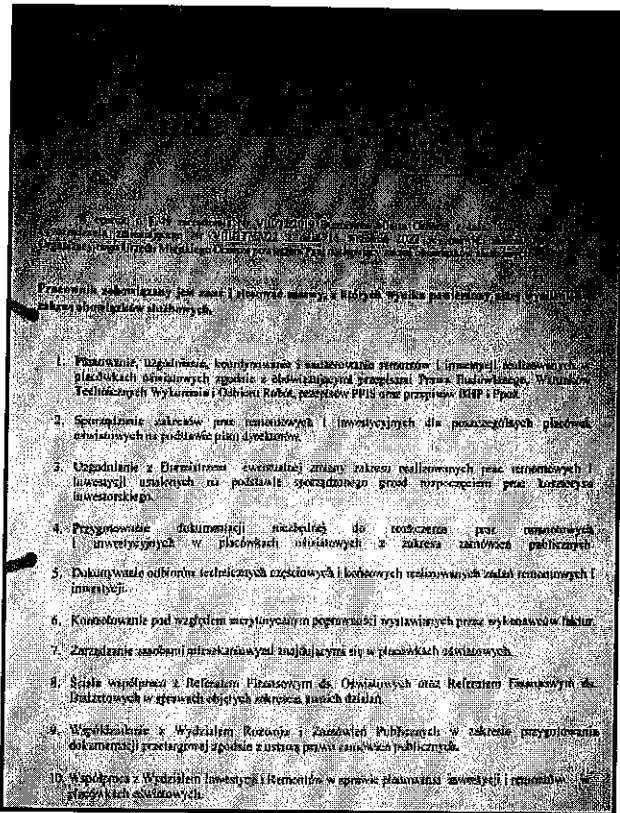 Pracownik zobowiązany jest znać i stosować ustawy, z których wynika powierzony
zakres obowiązków służbowych.
1. Planowanie, uzgadnianie, koordynowanie i nadzorowanie remontów i inwestycji realizowanych
placówkach oświatowych zgodnie z obowiązującymi przepisami Prawa Budowlanego, Warunków
Technicznych Wykonania i Odbioru Robót, przepisów PPIS oraz przepisów BHP i Ppoż.
2. Sporządzanie zakresów prac remontowych i inwestycyjnych dla poszczególnych placówek
oświatowych na podstawie pism dyrektorów.
3. Uzgadnianie z Burmistrzem ewentualnej zmiany zakresu realizowanych prac remontowych i
inwestycji ustalonych na podstawie sporządzonego przed rozpoczęciem prac kosztorysu
inwestorskiego.
4. Przygotowanie dokumentacji niezbędnej do rozliczenia prac remontowych
i inwestycyjnych w placówkach oświatowych z zakresu zamówień publicznych.
5. Dokonywanie odbiorów technicznych częściowych i końcowych realizowanych zadań remontowych i
inwestycji.
6. Kontrolowanie pod względem merytorycznym poprawności wystawianych przez wykonawców faktur.
7. Zarządzanie zasobami mieszkaniowymi znajdującymi się w placówkach oświatowych.
8. Ścisła współpraca z Referatem Finansowym ds. Oświatowych oraz Referatem Finansowym ds.
Budżetowych w sprawach objętych zakresem swoich działań.
9. Współdziałanie z Wydziałem Rozwoju i Zamówień Publicznych w zakresie przygotowania
dokumentacji przetargowej zgodnie z ustawą prawo zamówień publicznych.
10. Współpraca z Wydziałem Inwestycji i Remontów w sprawie planowania inwestycji i remontów w
placówkach oświatowych.